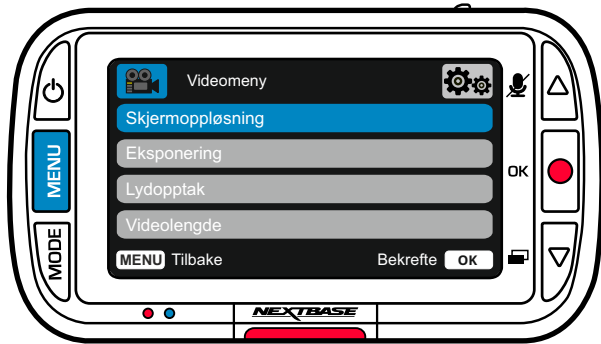 Videomeny
Skjermoppløsning
MENU
Eksponering
OK
Lydopptak
Videolengde
MODE
MENU Tilbake Bekrefte OK
NEXTBASE